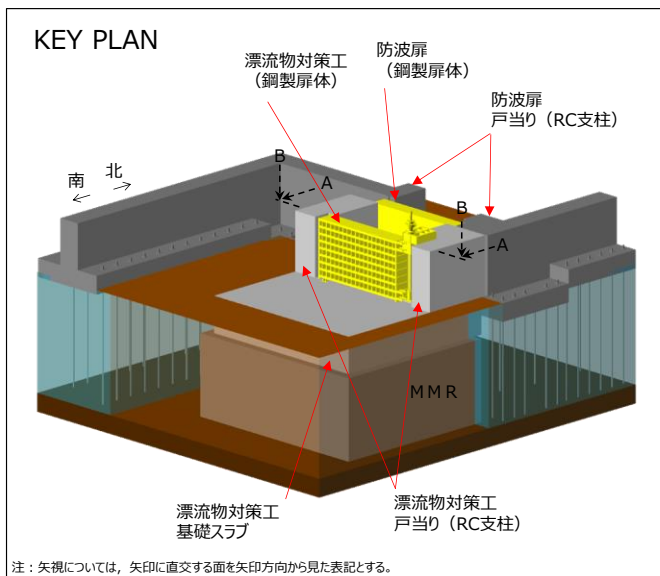 KEY PLAN
漂流物対策工
（鋼製扉体）
防波扉
（鋼製扉体）
防波扉
戸当り（RC支柱）
南
北
B
A
B
A
MMR
漂流物対策工
基礎スラブ
漂流物対策工
戸当り（RC支柱）
注：矢視については，矢印に直交する面を矢印方向から見た表記とする。